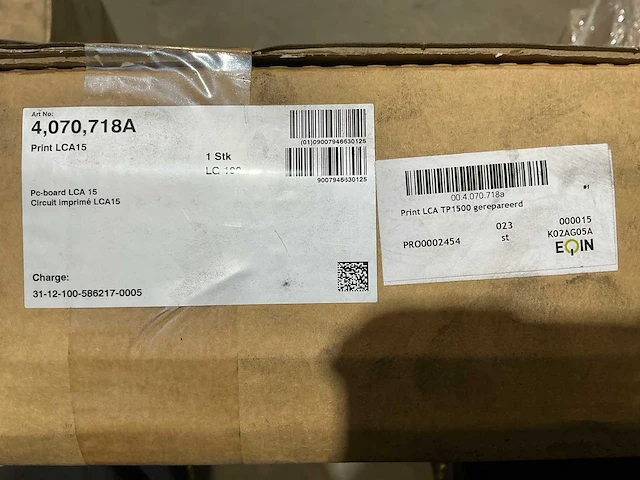 Art No:
4,070,718A
Print LCA15
1 Stk
(01)09007946630125
9007946630125
Pc-board LCA 15
Circuit imprimé LCA15
Charge:
31-12-100-586217-0005
00.4.070.718a
Print LCA TP1500 gerepareerd
023
000015
PRO0002454
st
K02AG05A
EQIN